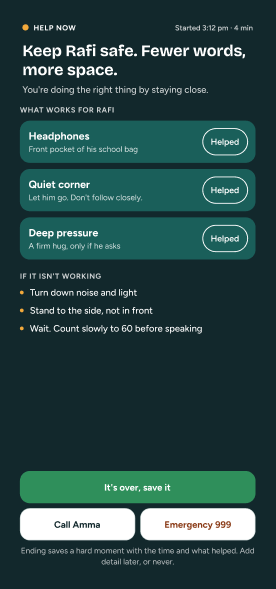 HELP NOW
Started 3:12 pm · 4 min
Keep Rafi safe. Fewer words,
more space.
You're doing the right thing by staying close.
WHAT WORKS FOR RAFI
Headphones
Front pocket of his school bag
Helped
Quiet corner
Let him go. Don't follow closely.
Helped
Deep pressure
A firm hug, only if he asks
Helped
IF IT ISN'T WORKING
Turn down noise and light
Stand to the side, not in front
Wait. Count slowly to 60 before speaking
It's over, save it
Call Amma
Emergency 999
Ending saves a hard moment with the time and what helped. Add
detail later, or never.